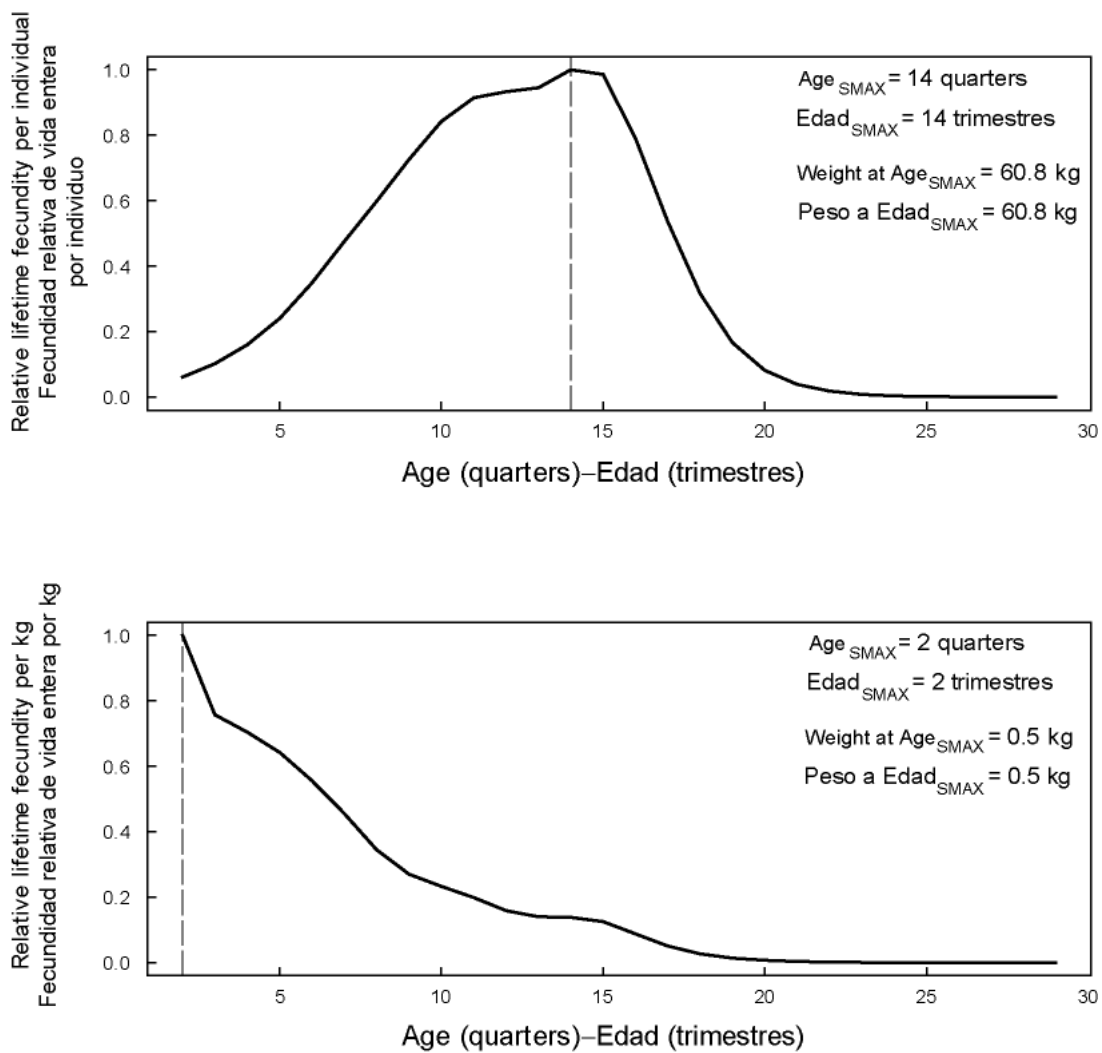 Relative lifetime fecundity per individual
Fecundidad relativa de vida entera
por individuo
1.0
0.8
0.6
0.4
0.2
0.0
Age SMAX = 14 quarters
Edad SMAX = 14 trimestres
Weight at Age SMAX = 60.8 kg
Peso a Edad SMAX = 60.8 kg
5 10 15 20 25 30
Age (quarters)–Edad (trimestres)
Relative lifetime fecundity per kg
Fecundidad relativa de vida entera por kg
1.0
0.8
0.6
0.4
0.2
0.0
Age SMAX = 2 quarters
Edad SMAX = 2 trimestres
Weight at Age SMAX = 0.5 kg
Peso a Edad SMAX = 0.5 kg
5 10 15 20 25 30
Age (quarters)–Edad (trimestres)